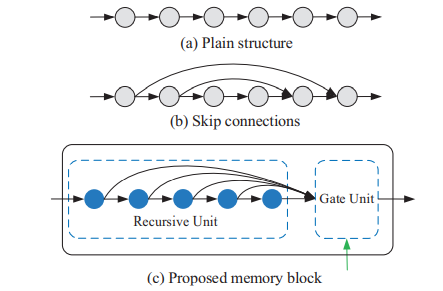 (a) Plain structure
(b) Skip connections
Gate Unit
Recursive Unit
(c) Proposed memory block